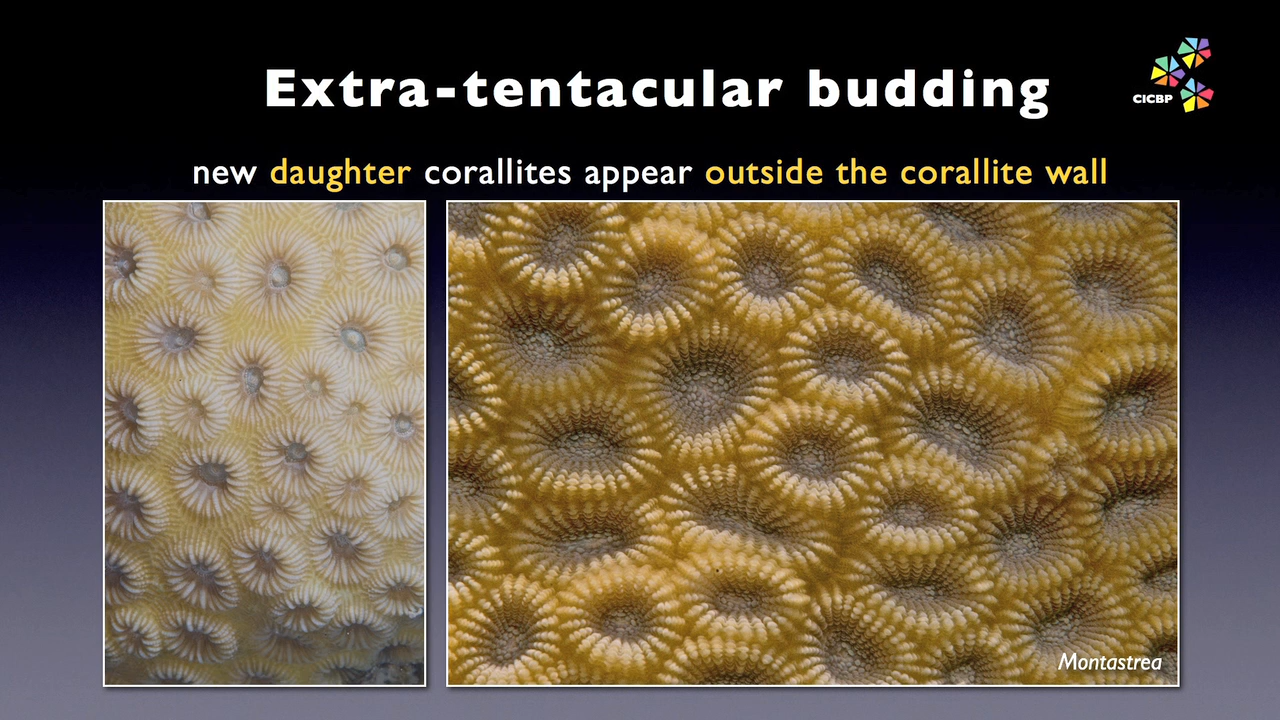 Extra-tentacular budding
CICBP
new daughter corallites appear outside the corallite wall
Montastrea